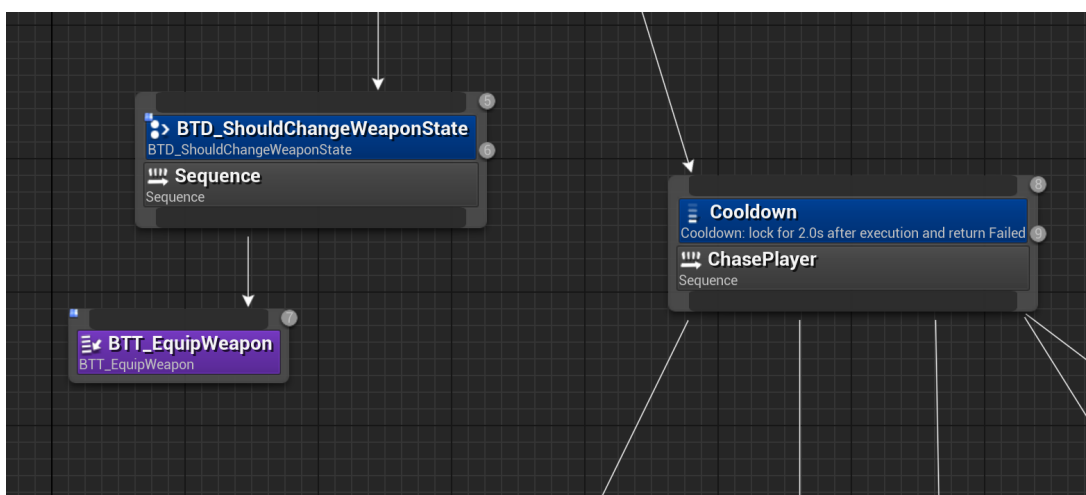 5
BTD_ShouldChangeWeaponState
BTD_ShouldChangeWeaponState
6
Sequence
Sequence
7
BTT_EquipWeapon
BTT_EquipWeapon
8
Cooldown
Cooldown: lock for 2.0s after execution and return Failed
9
ChasePlayer
Sequence